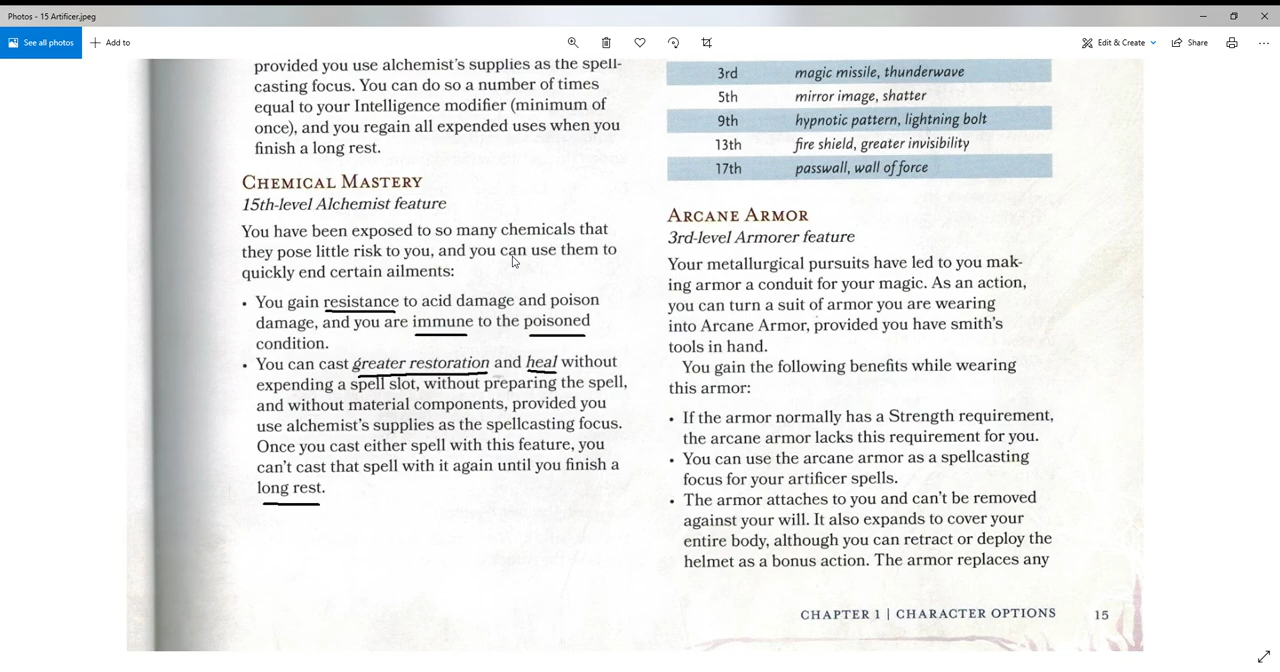 Photos - 15 Artificer.jpeg
See all photos
Add to
Edit & Create
Share
provided you use alchemist's supplies as the spell-
casting focus. You can do so a number of times
equal to your Intelligence modifier (minimum of
once), and you regain all expended uses when you
finish a long rest.
CHEMICAL MASTERY
15th-level Alchemist feature
You have been exposed to so many chemicals that
they pose little risk to you, and you can use them to
quickly end certain ailments:
• You gain resistance to acid damage and poison
damage, and you are immune to the poisoned
condition.
• You can cast greater restoration and heal without
expending a spell slot, without preparing the spell,
and without material components, provided you
use alchemist's supplies as the spellcasting focus.
Once you cast either spell with this feature, you
can't cast that spell with it again until you finish a
long rest.
3rd magic missile, thunderwave
5th mirror image, shatter
9th hypnotic pattern, lightning bolt
13th fire shield, greater invisibility
17th passwall, wall of force
ARCANE ARMOR
3rd-level Armorer feature
Your metallurgical pursuits have led to you mak-
ing armor a conduit for your magic. As an action,
you can turn a suit of armor you are wearing
into Arcane Armor, provided you have smith's
tools in hand.
You gain the following benefits while wearing
this armor:
• If the armor normally has a Strength requirement,
the arcane armor lacks this requirement for you.
• You can use the arcane armor as a spellcasting
focus for your artificer spells.
• The armor attaches to you and can't be removed
against your will. It also expands to cover your
entire body, although you can retract or deploy the
helmet as a bonus action. The armor replaces any
CHAPTER 1 | CHARACTER OPTIONS 15